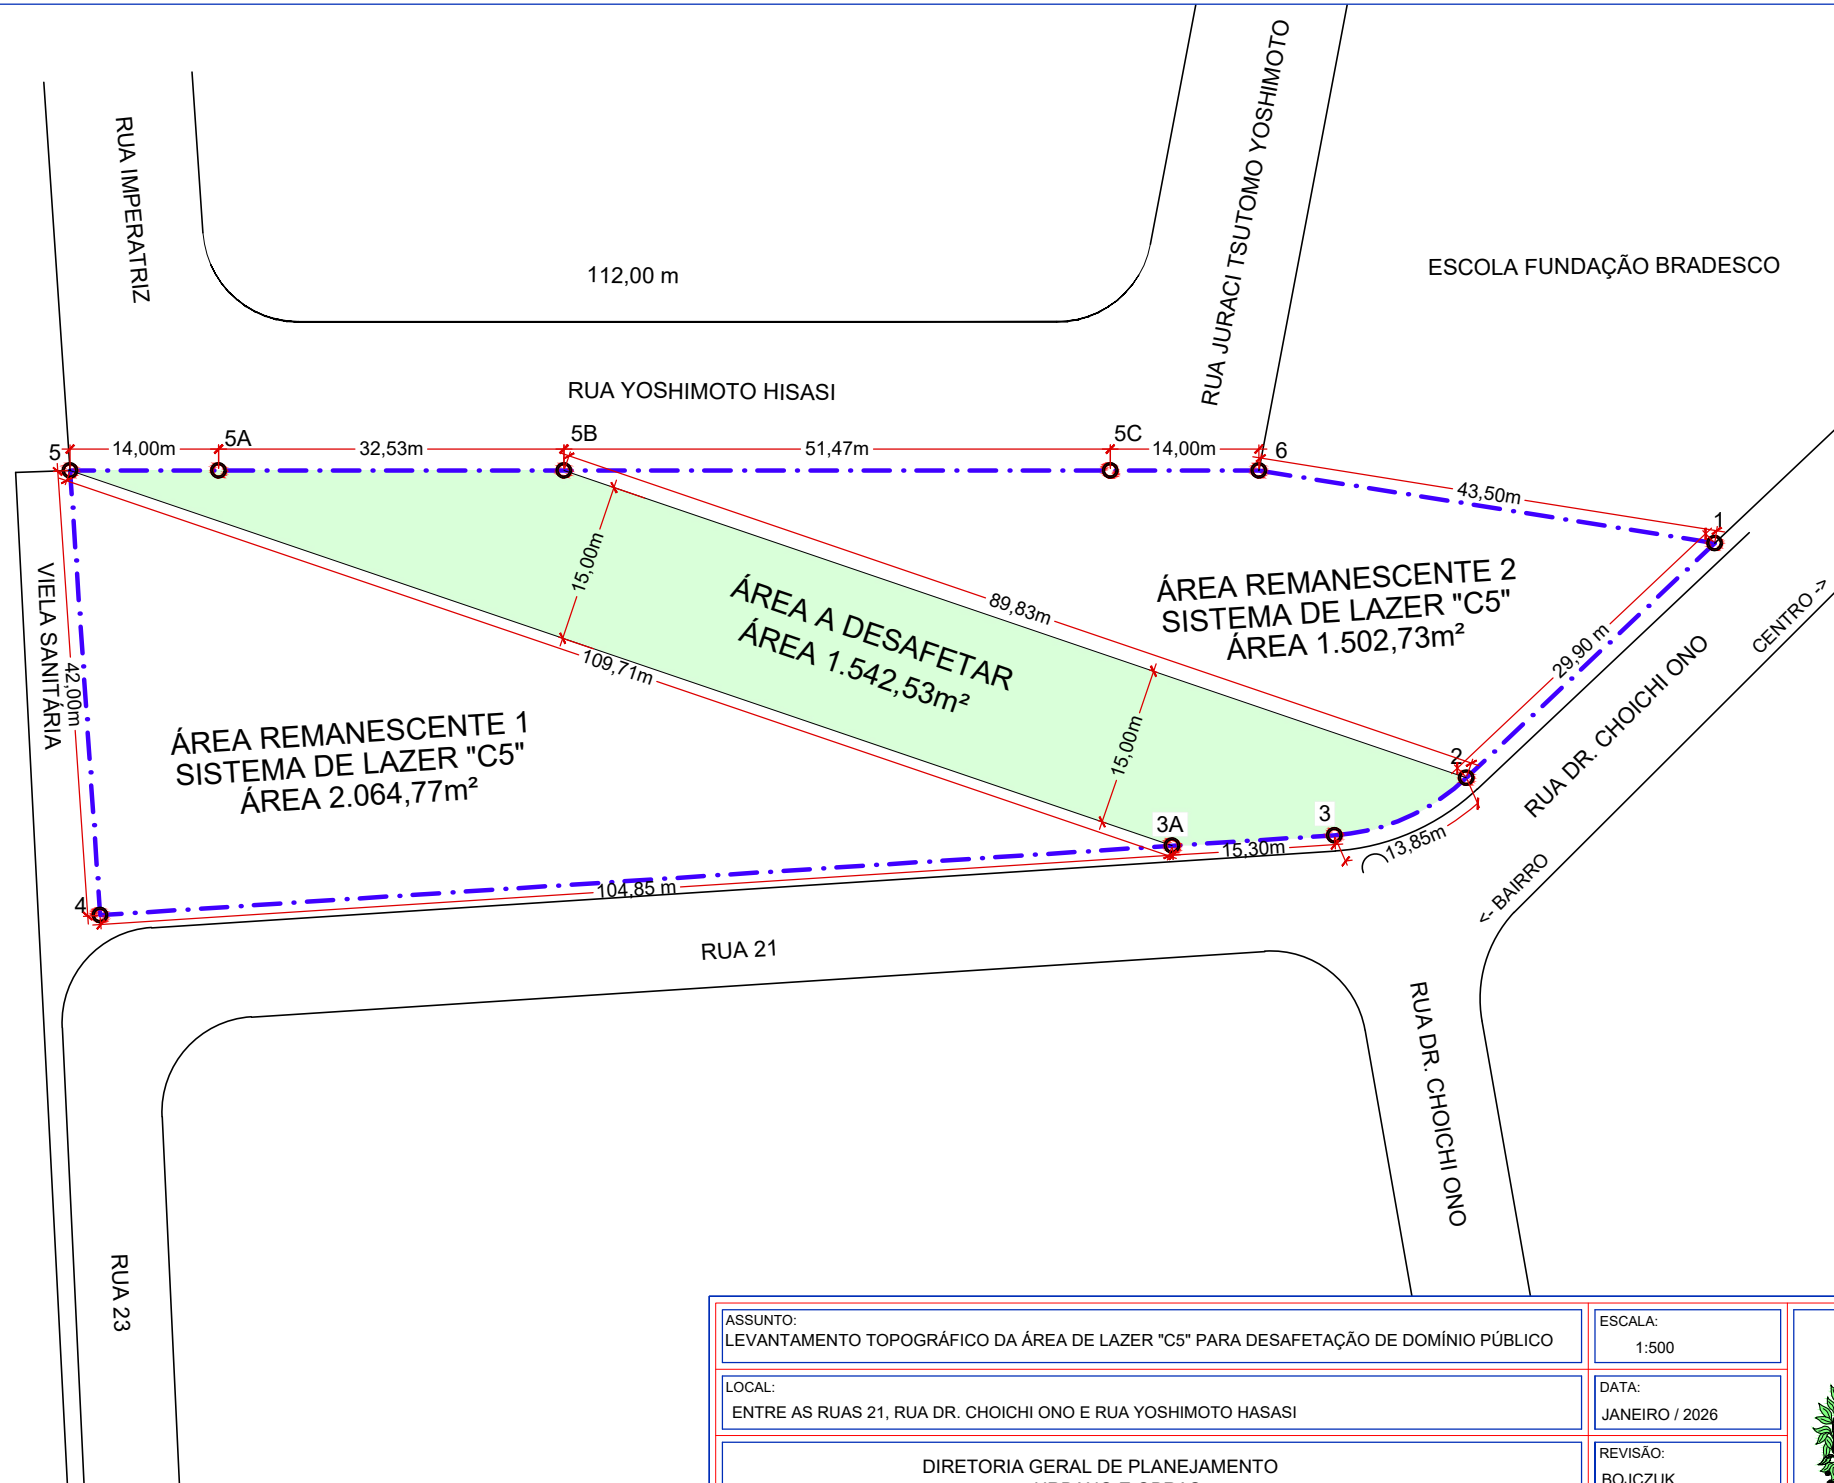 RUA IMPERATRIZ
112,00 m
RUA JURACI TSUTOMO YOSHIMOTO
ESCOLA FUNDAÇÃO BRADESCO
RUA YOSHIMOTO HISASI
5
14,00m
5A
32,53m
5B
51,47m
5C
14,00m
6
43,50m
1
15,00m
89,83m
ÁREA A DESAFETAR
ÁREA 1.542,53m²
ÁREA REMANESCENTE 2
SISTEMA DE LAZER "C5"
ÁREA 1.502,73m²
CENTRO ->
29,90 m
RUA DR. CHOICHI ONO
VIELA SANITÁRIA
42,00m
109,71m
ÁREA REMANESCENTE 1
SISTEMA DE LAZER "C5"
ÁREA 2.064,77m²
15,00m
2
3A
3
15,30m
13,85m
<- BAIRRO
4
104,85 m
RUA 21
RUA DR. CHOICHI ONO
RUA 23
ASSUNTO:
LEVANTAMENTO TOPOGRÁFICO DA ÁREA DE LAZER "C5" PARA DESAFETAÇÃO DE DOMÍNIO PÚBLICO
ESCALA:
1:500
LOCAL:
ENTRE AS RUAS 21, RUA DR. CHOICHI ONO E RUA YOSHIMOTO HASASI
DATA:
JANEIRO / 2026
DIRETORIA GERAL DE PLANEJAMENTO
REVISÃO:
BOJCZUK